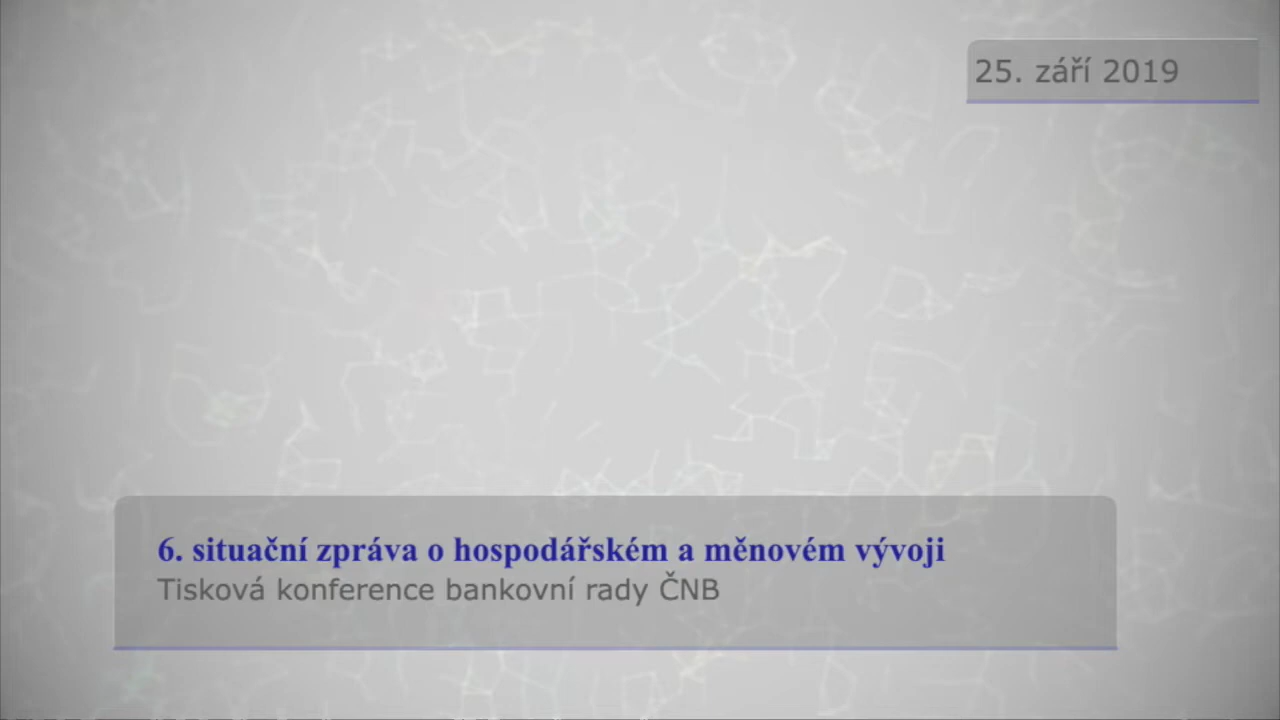 25. září 2019
6. situační zpráva o hospodářském a měnovém vývoji
Tisková konference bankovní rady ČNB